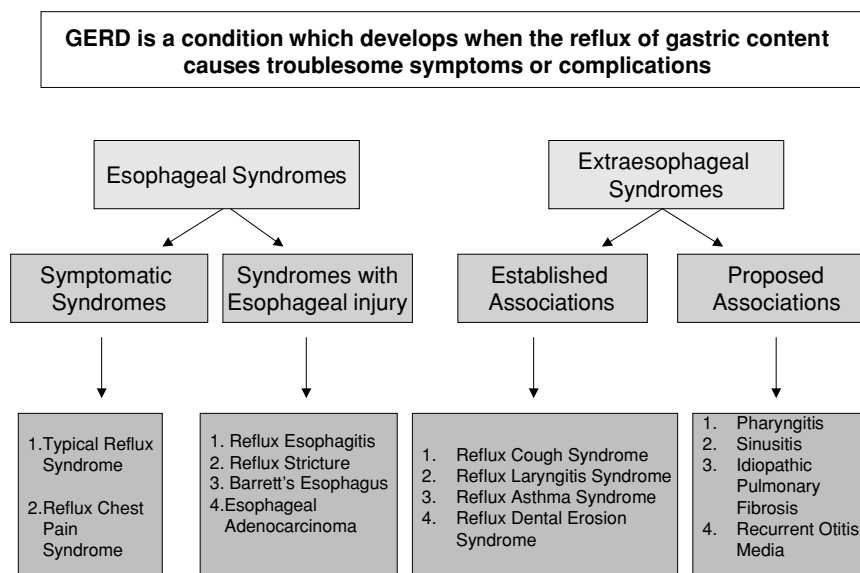 GERD is a condition which develops when the reflux of gastric content
causes troublesome symptoms or complications
Esophageal Syndromes
Extraesophageal
Syndromes
Symptomatic
Syndromes
Syndromes with
Esophageal injury
Established
Associations
Proposed
Associations
1.Typical Reflux
Syndrome
2.Reflux Chest
Pain
Syndrome
1. Reflux Esophagitis
2. Reflux Stricture
3. Barrett’s Esophagus
4.Esophageal
Adenocarcinoma
1. Reflux Cough Syndrome
2. Reflux Laryngitis Syndrome
3. Reflux Asthma Syndrome
4. Reflux Dental Erosion
Syndrome
1. Pharyngitis
2. Sinusitis
3. Idiopathic
Pulmonary
Fibrosis
4. Recurrent Otitis
Media